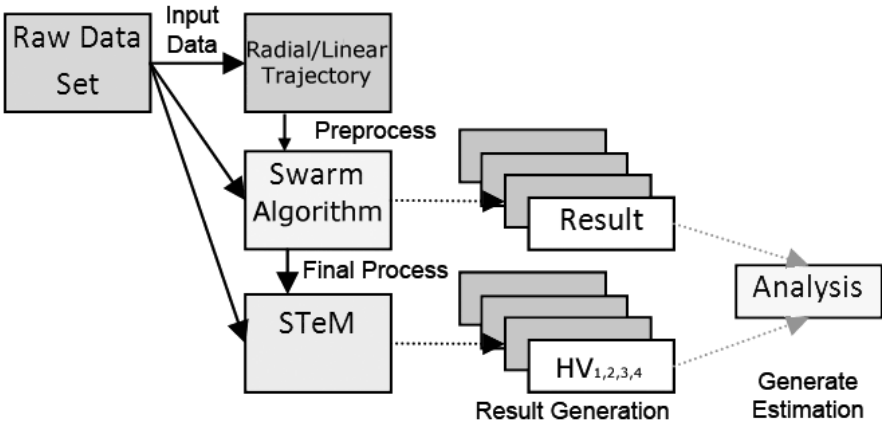 Raw Data
Set
Input
Data
Radial/Linear
Trajectory
Preprocess
Swarm
Algorithm
Result
Final Process
STeM
HV1,2,3,4
Analysis
Result Generation
Generate
Estimation